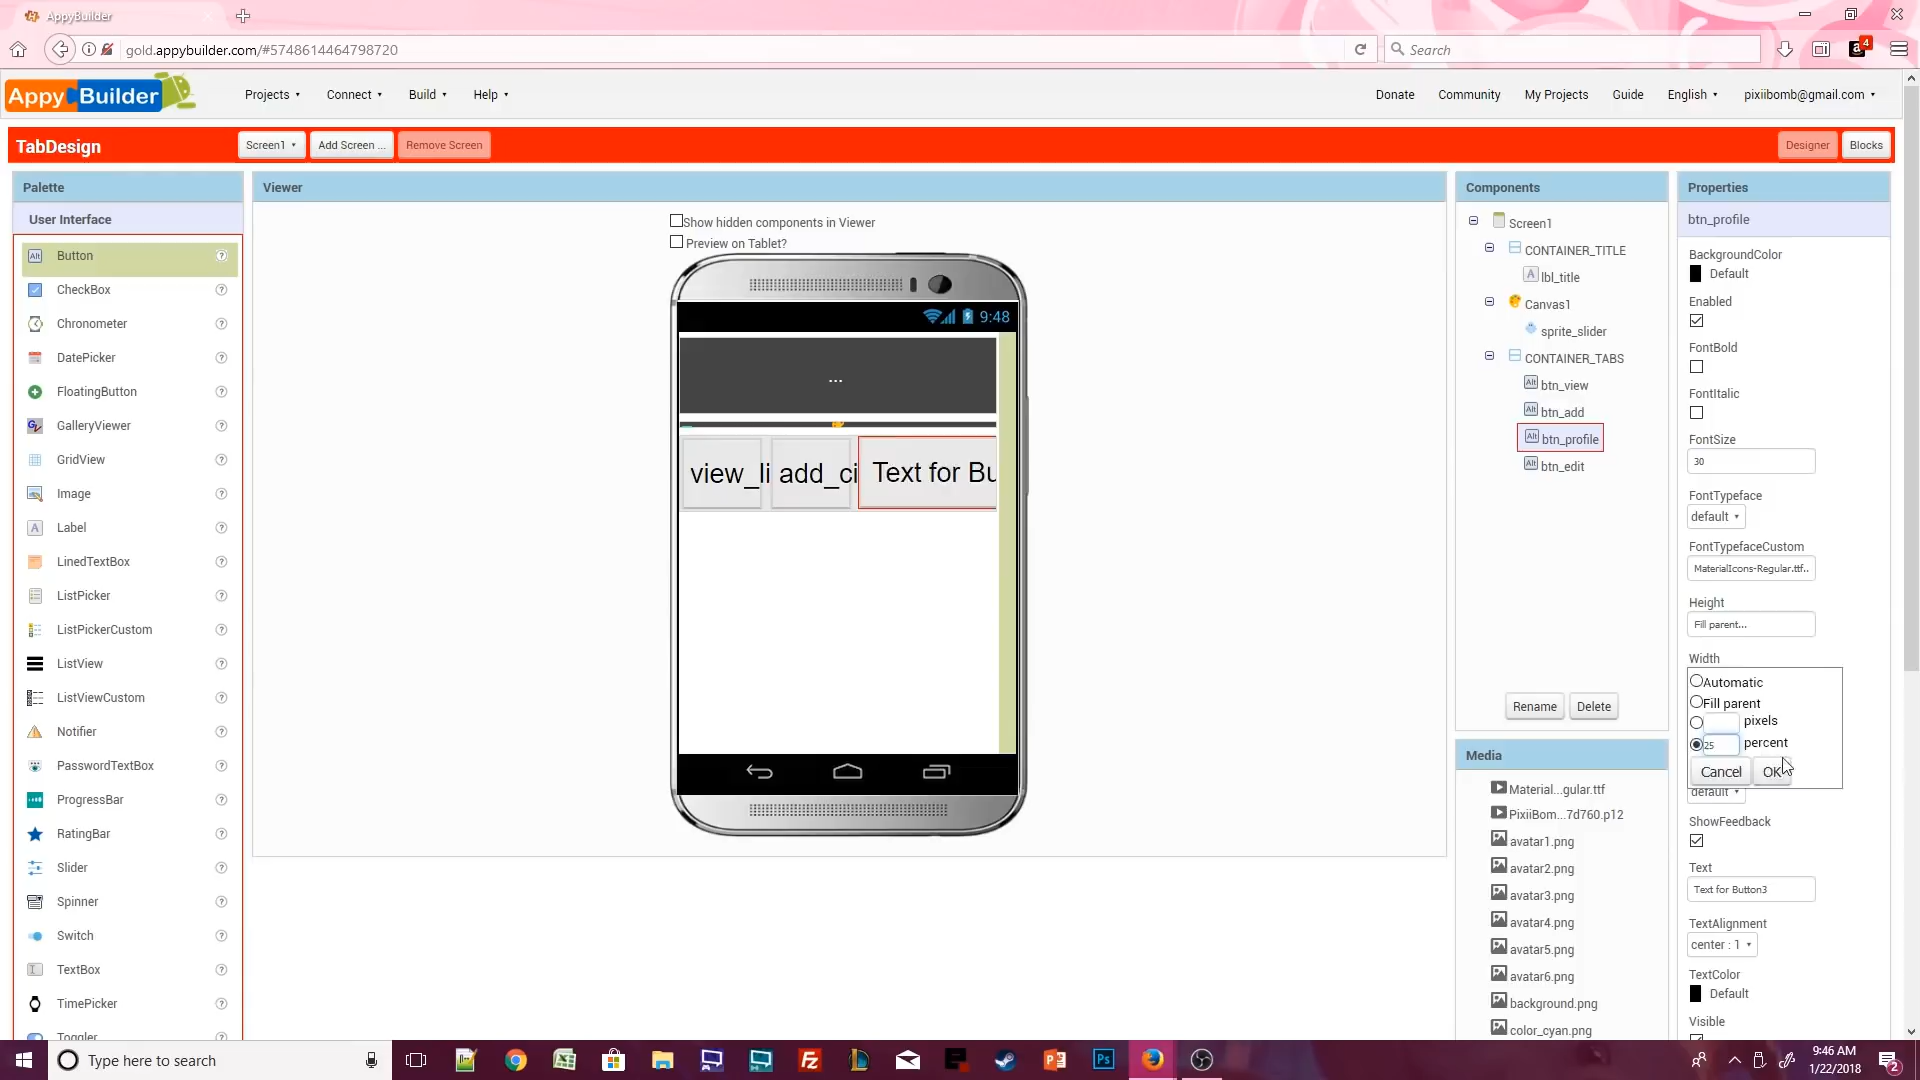 AppyBuilder
gold.appybuilder.com/#5748614464798720
Search
4
Appy Builder
Projects
Connect
Build
Help
Donate
Community
My Projects
Guide
English
pixiibomb@gmail.com
TabDesign
Screen1
Add Screen ...
Remove Screen
Designer
Blocks
Palette
User Interface
Button
CheckBox
Chronometer
DatePicker
FloatingButton
GalleryViewer
GridView
Image
Label
LinedTextBox
ListPicker
ListPickerCustom
ListView
ListViewCustom
Notifier
PasswordTextBox
ProgressBar
RatingBar
Slider
Spinner
Switch
TextBox
TimePicker
Toggler
Viewer
Show hidden components in Viewer
Preview on Tablet?
9:48
...
view_li
add_ci
Text for Bu
Components
Screen1
CONTAINER_TITLE
lbl_title
Canvas1
sprite_slider
CONTAINER_TABS
btn_view
btn_add
btn_profile
btn_edit
Rename
Delete
Media
Material...gular.ttf
PixiiBom...7d760.p12
avatar1.png
avatar2.png
avatar3.png
avatar4.png
avatar5.png
avatar6.png
background.png
color_cyan.png
Properties
btn_profile
BackgroundColor
Default
Enabled
FontBold
FontItalic
FontSize
30
FontTypeface
default
FontTypefaceCustom
MaterialIcons-Regular.ttf...
Height
Fill parent...
Width
Automatic
Fill parent
pixels
25 percent
Cancel
OK
default
ShowFeedback
Text
Text for Button3
TextAlignment
center : 1
TextColor
Default
Visible
Type here to search
9:46 AM
1/22/2018
2